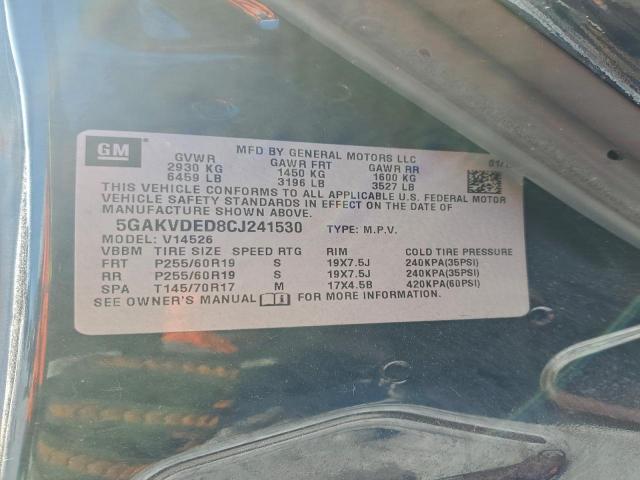 GM
MFD BY GENERAL MOTORS LLC
GVWR GAWR FRT GAWR RR 01/
2930 KG 1450 KG 1600 KG
6459 LB 3196 LB 3527 LB
THIS VEHICLE CONFORMS TO ALL APPLICABLE U.S. FEDERAL MOTOR
VEHICLE SAFETY STANDARDS IN EFFECT ON THE DATE OF
MANUFACTURE SHOWN ABOVE.
5GAKVDED8CJ241530 TYPE: M.P.V.
MODEL: V14526
VBBM TIRE SIZE SPEED RTG RIM COLD TIRE PRESSURE
FRT P255/60R19 S 19X7.5J 240KPA(35PSI)
RR P255/60R19 S 19X7.5J 240KPA(35PSI)
SPA T145/70R17 M 17X4.5B 420KPA(60PSI)
SEE OWNER'S MANUAL FOR MORE INFORMATION.